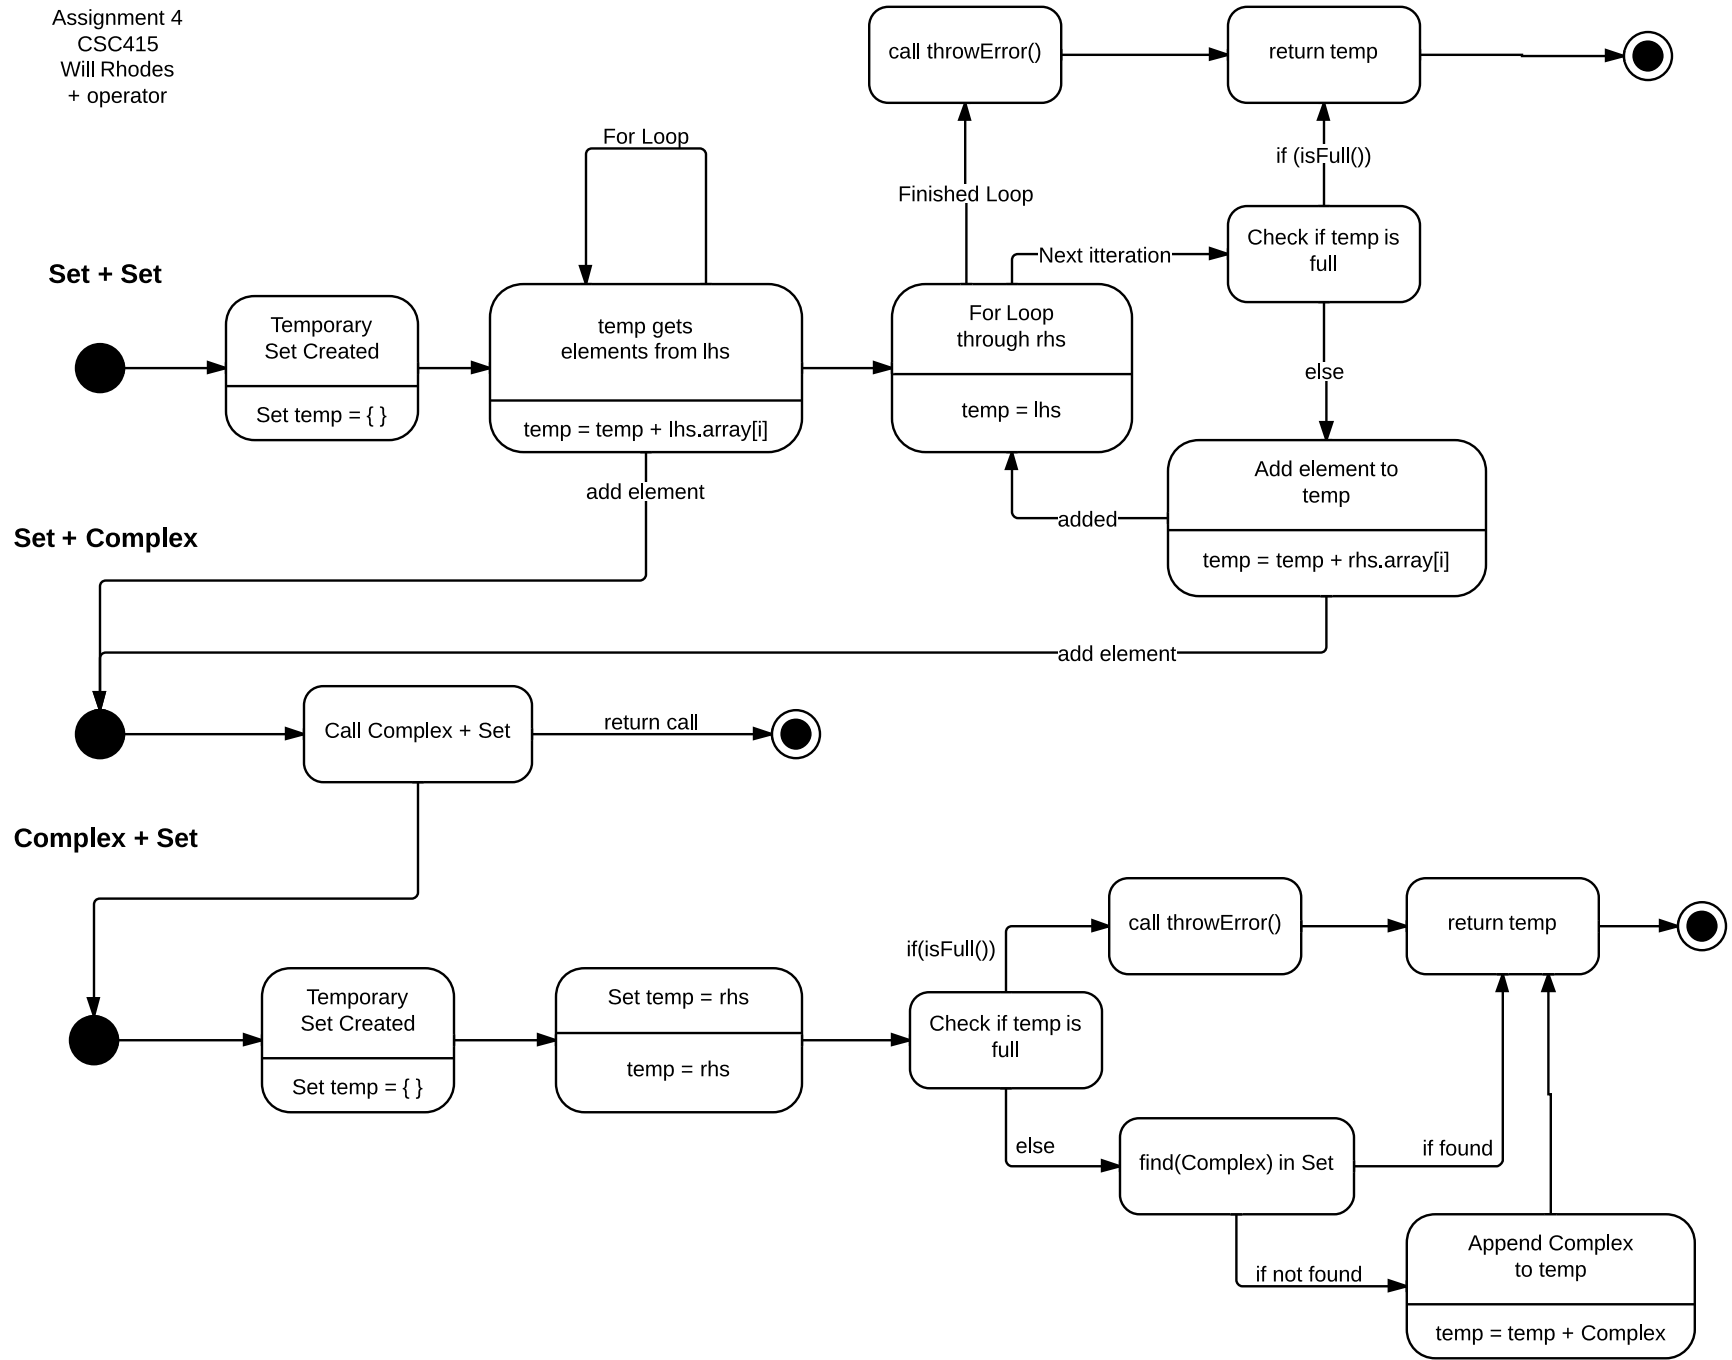 Assignment 4
CSC415
Will Rhodes
+ operator
call throwError()
return temp
For Loop
if (isFull())
Finished Loop
Set + Set
Next itteration
Check if temp is
full
Temporary
Set Created
Set temp = { }
temp gets
elements from lhs
temp = temp + lhs.array[i]
For Loop
through rhs
temp = lhs
else
add element
Add element to
temp
temp = temp + rhs.array[i]
added
Set + Complex
add element
Call Complex + Set
return call
Complex + Set
call throwError()
return temp
if(isFull())
Temporary
Set Created
Set temp = { }
Set temp = rhs
temp = rhs
Check if temp is
full
else
find(Complex) in Set
if found
if not found
Append Complex
to temp
temp = temp + Complex